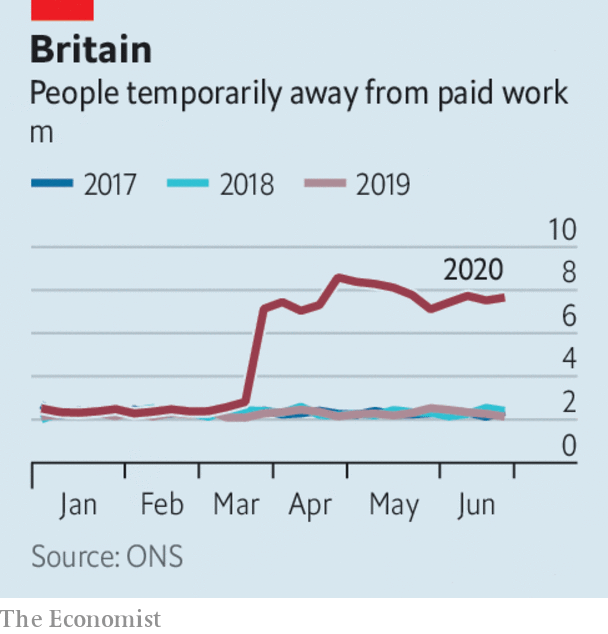 Britain
People temporarily away from paid work
m
2017 2018 2019
10
2020
8
6
4
2
0
Jan Feb Mar Apr May Jun
Source: ONS
The Economist